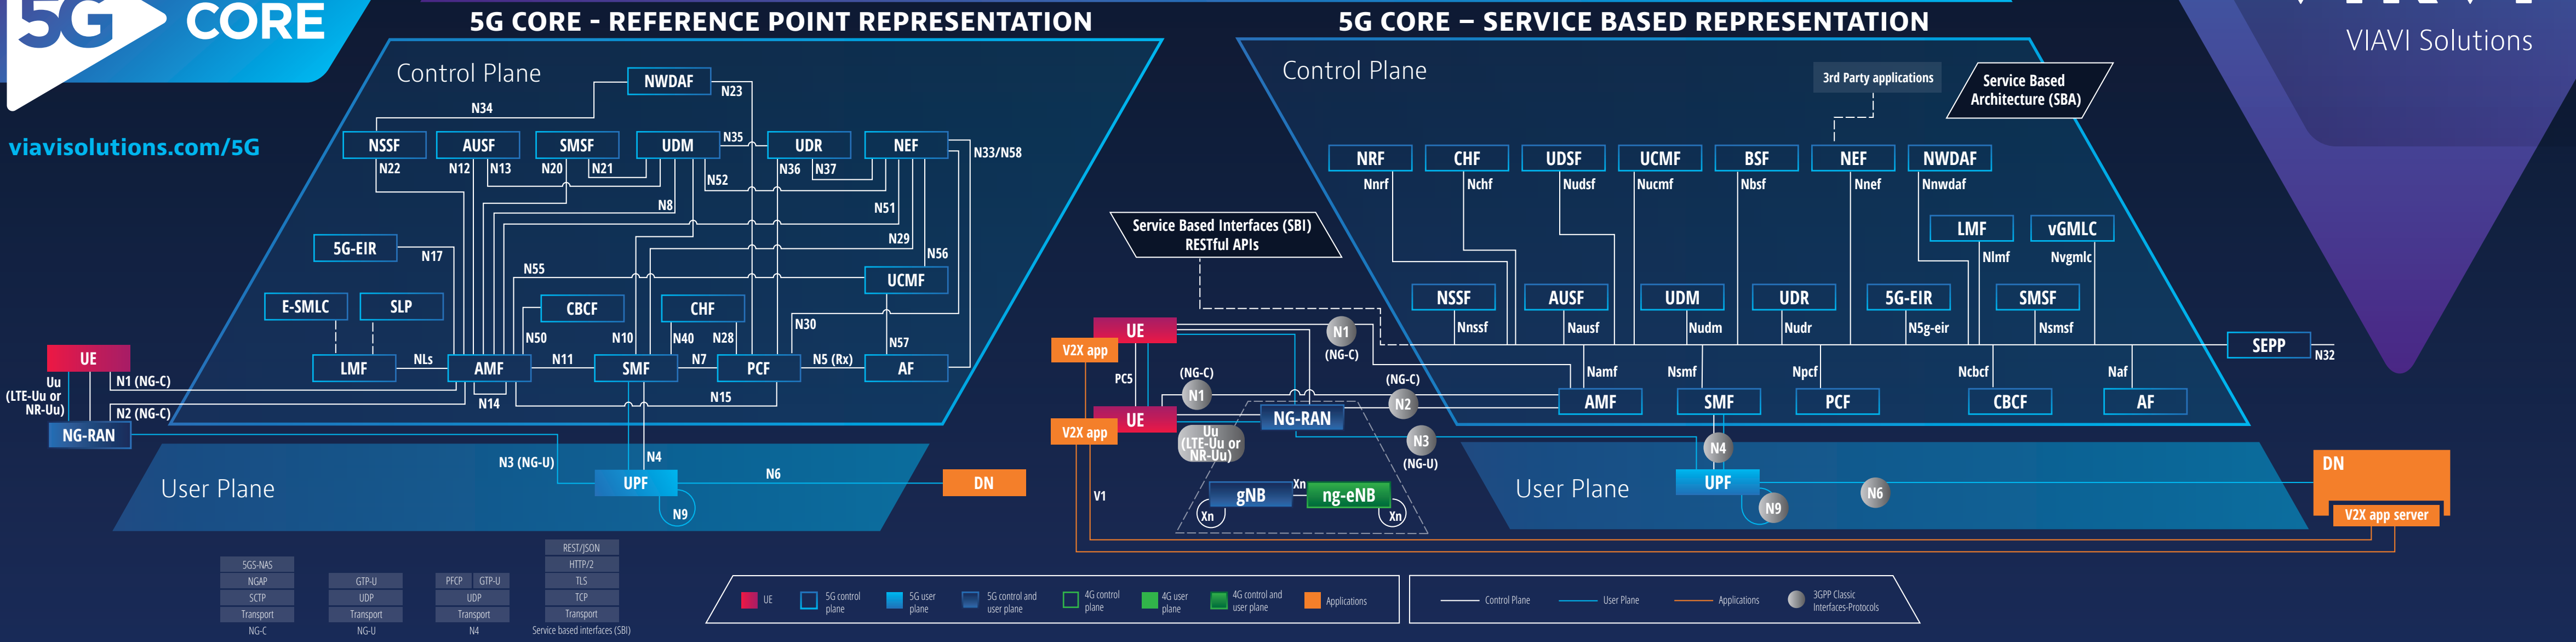 5G CORE
viavisolutions.com/5G
5G CORE - REFERENCE POINT REPRESENTATION
Control Plane
NWDAF
N23
N34
NSSF
AUSF
SMSF
UDM
N35
UDR
NEF
N33/N58
N22
N12
N13
N20
N21
N52
N36
N37
N8
N51
N29
N56
5G-EIR
N17
N55
UCMF
E-SMLC
SLP
CBCF
CHF
N50
N10
N40
N28
N30
N57
UE
LMF
NLs
AMF
N11
SMF
N7
PCF
N5 (Rx)
AF
Uu
(LTE-Uu or
NR-Uu)
N1 (NG-C)
N2 (NG-C)
N14
N15
NG-RAN
N3 (NG-U)
N4
User Plane
UPF
N6
DN
N9
5G CORE – SERVICE BASED REPRESENTATION
VIAVI Solutions
Control Plane
3rd Party applications
Service Based
Architecture (SBA)
NRF
CHF
UDSF
UCMF
BSF
NEF
NWDAF
Nnrf
Nchf
Nudsf
Nucmf
Nbsf
Nnef
Nnwdaf
Service Based Interfaces (SBI)
RESTful APIs
LMF
vGMLC
Nlmf
Nvgmlc
NSSF
AUSF
UDM
UDR
5G-EIR
SMSF
Nnssf
Nausf
Nudm
Nudr
N5g-eir
Nsmsf
UE
V2X app
N1
(NG-C)
SEPP
N32
PC5
(NG-C)
N1
(NG-C)
N2
Namf
Nsmf
Npcf
Ncbcf
Naf
AMF
SMF
PCF
CBCF
AF
UE
V2X app
NG-RAN
Uu
(LTE-Uu or
NR-Uu)
N3
(NG-U)
N4
V1
gNB
Xn
ng-eNB
Xn
Xn
User Plane
UPF
N9
N6
DN
V2X app server
5GS-NAS
NGAP
SCTP
Transport
NG-C
GTP-U
UDP
Transport
NG-U
PFCP
GTP-U
UDP
Transport
N4
REST/JSON
HTTP/2
TLS
TCP
Transport
Service based interfaces (SBI)
UE
5G control
plane
5G user
plane
5G control and
user plane
4G control
plane
4G user
plane
4G control and
user plane
Applications
Control Plane
User Plane
Applications
3GPP Classic
Interfaces-Protocols